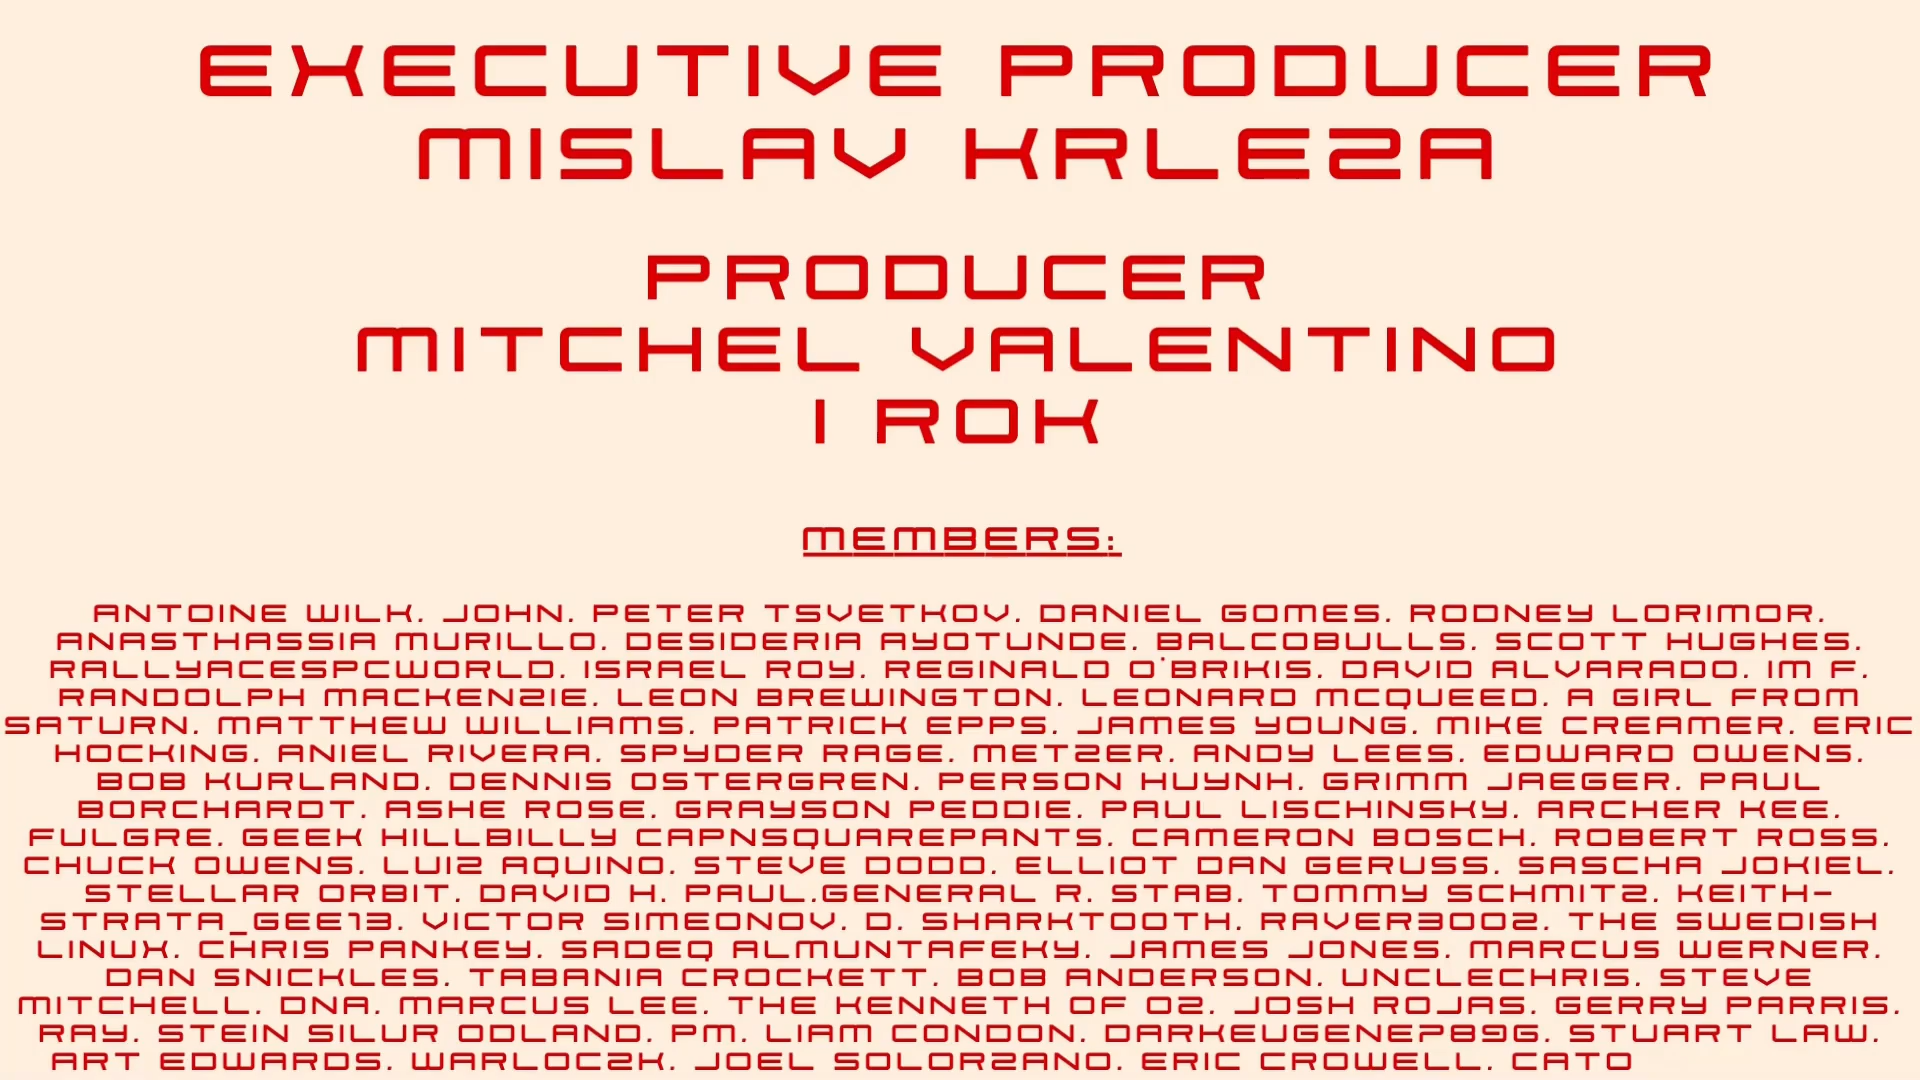 EXECUTIVE PRODUCER
MISLAV KRLEZA
PRODUCER
MITCHEL VALENTINO
I ROK
MEMBERS:
ANTOINE WILK. JOHN. PETER TSVETKOV. DANIEL GOMES. RODNEY LORIMOR.
ANASTHASSIA MURILLO. DESIDERIA AYOTUNDE. BALCOBULLS. SCOTT HUGHES.
RALLYACESPCWORLD. ISRAEL ROY. REGINALD O'BRIKIS. DAVID ALVARADO. IM F.
RANDOLPH MACKENZIE. LEON BREWINGTON. LEONARD MCQUEED. A GIRL FROM
SATURN. MATTHEW WILLIAMS. PATRICK EPPS. JAMES YOUNG. MIKE CREAMER. ERIC
HOCKING. ANIEL RIVERA. SPYDER RAGE. METZER. ANDY LEES. EDWARD OWENS.
BOB KURLAND. DENNIS OSTERGREN. PERSON HUYNH. GRIMM JAEGER. PAUL
BORCHARDT. ASHE ROSE. GRAYSON PEDDIE. PAUL LISCHINSKY. ARCHER KEE.
FULGRE. GEEK HILLBILLY CAPNSQUAREPANTS. CAMERON BOSCH. ROBERT ROSS.
CHUCK OWENS. LUIZ AQUINO. STEVE DODD. ELLIOT DAN GERUSS. SASCHA JOKIEL.
STELLAR ORBIT. DAVID H. PAUL.GENERAL R. STAB. TOMMY SCHMITZ. KEITH-
STRATA_GEE13. VICTOR SIMEONOV. D. SHARKTOOTH. RAVER3002. THE SWEDISH
LINUX. CHRIS PANKEY. SADEQ ALMUNTAFEKY. JAMES JONES. MARCUS WERNER.
DAN SNICKLES. TABANIA CROCKETT. BOB ANDERSON. UNCLECHRIS. STEVE
MITCHELL. DNA. MARCUS LEE. THE KENNETH OF OZ. JOSH ROJAS. GERRY PARRIS.
RAY. STEIN SILUR ODLAND. PM. LIAM CONDON. DARKEUGENEP896. STUART LAW.
ART EDWARDS. WARLOCZK. JOEL SOLORZANO. ERIC CROWELL. CATO